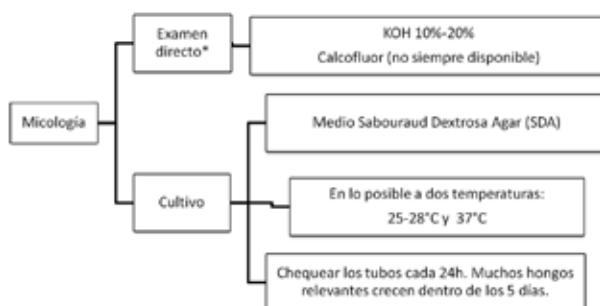 Examen
directo*
KOH 10%-20%
Calcofluor (no siempre disponible)
Micología
Medio Sabouraud Dextrosa Agar (SDA)
Cultivo
En lo posible a dos temperaturas:
25-28°C y 37°C
Chequear los tubos cada 24h. Muchos hongos
relevantes crecen dentro de los 5 días.